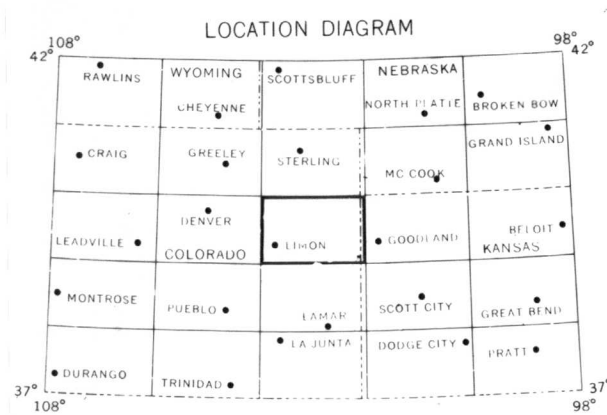 LOCATION DIAGRAM
108° 98°
42° 42°
RAWLINS WYOMING SCOTTSBLUFF NEBRASKA
CHEYENNE NORTH PLATTE BROKEN BOW
CRAIG GREELEY STERLING GRAND ISLAND
MC COOK
DENVER
LEADVILLE COLORADO LIMON GOODLAND BELOIT
KANSAS
MONTROSE PUEBLO LAMAR SCOTT CITY GREAT BEND
LA JUNTA DODGE CITY PRATT
DURANGO TRINIDAD
37° 37°
108° 98°